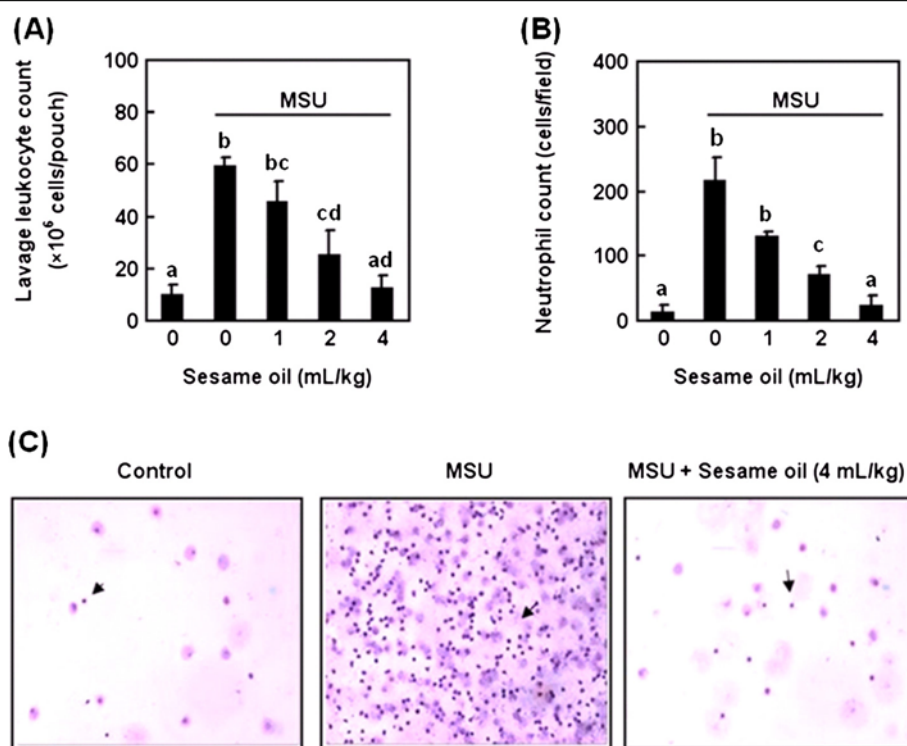 (A)
Lavage leukocyte count
(×10⁶ cells/pouch)
100
80
60
40
20
0
MSU
a
b
bc
cd
ad
0 0 1 2 4
Sesame oil (mL/kg)
(B)
Neutrophil count (cells/field)
400
300
200
100
0
MSU
a
b
b
c
a
0 0 1 2 4
Sesame oil (mL/kg)
(C)
Control
MSU
MSU + Sesame oil (4 mL/kg)